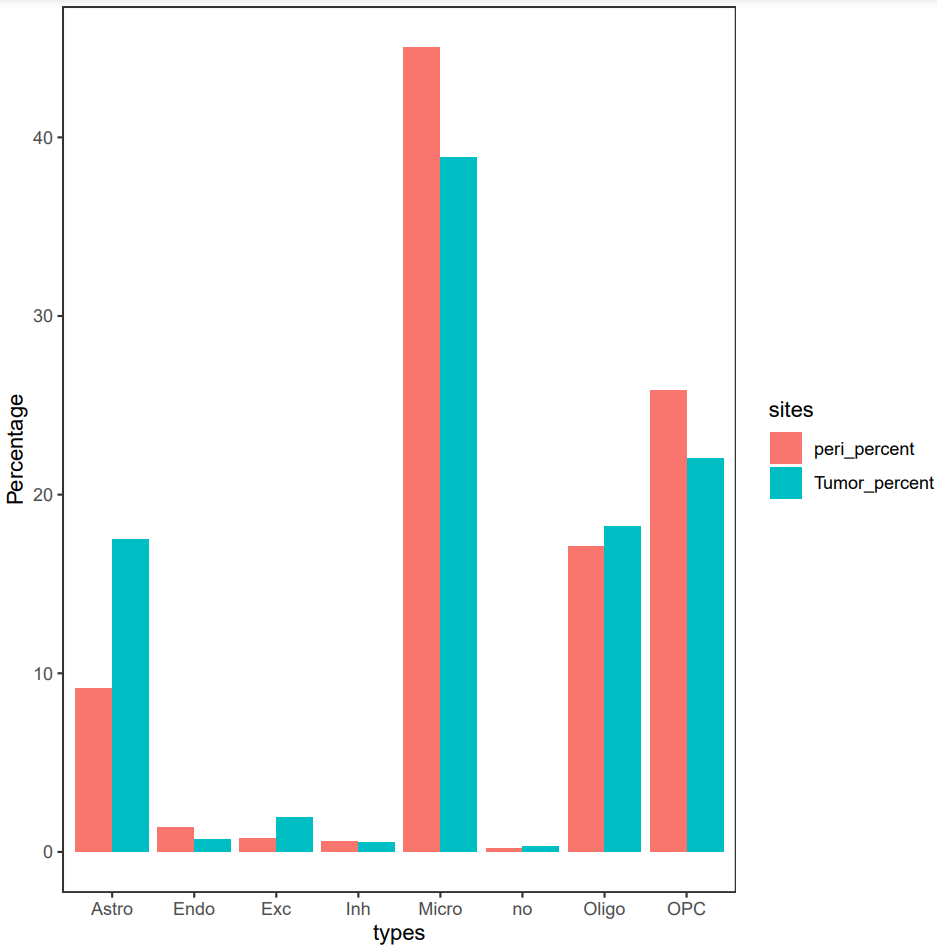 Percentage
40
30
20
10
0
Astro Endo Exc Inh Micro no Oligo OPC
types
sites
peri_percent
Tumor_percent